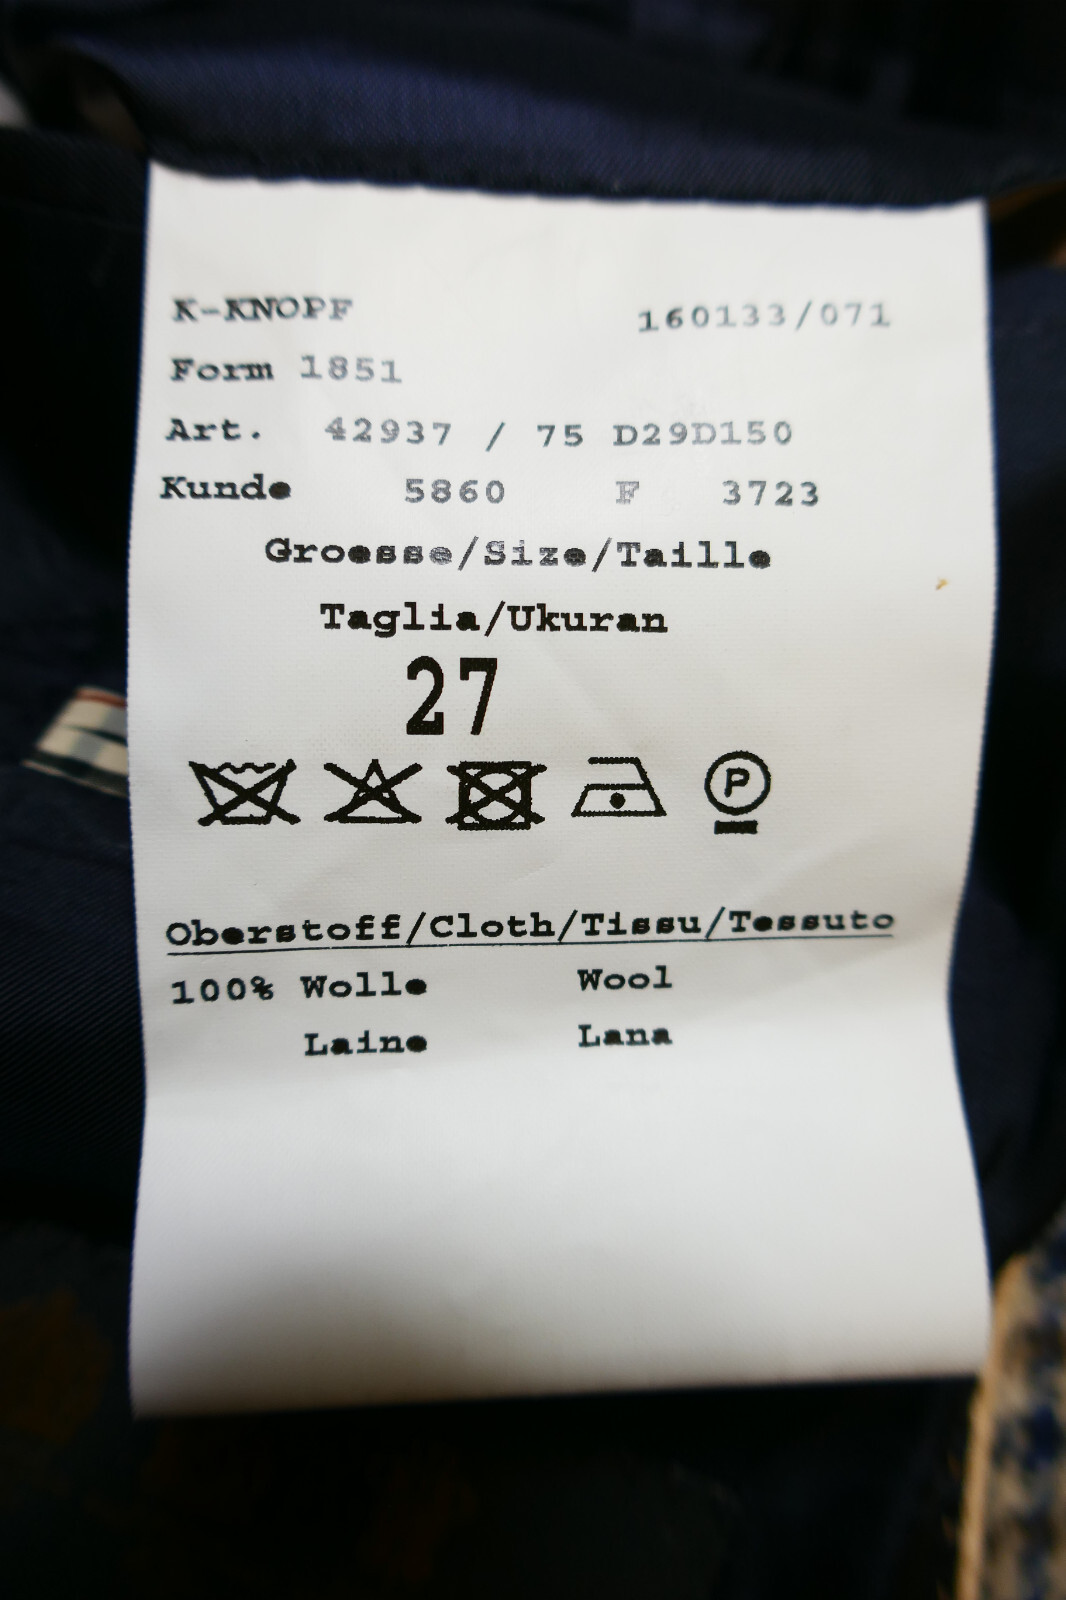 K-KNOPF 160133/071
Form 1851
Art. 42937 / 75 D29D150
Kunde 5860 F 3723
Groesse/Size/Taille
Taglia/Ukuran
27
P
Oberstoff/Cloth/Tissu/Tessuto
100% Wolle Wool
Laine Lana